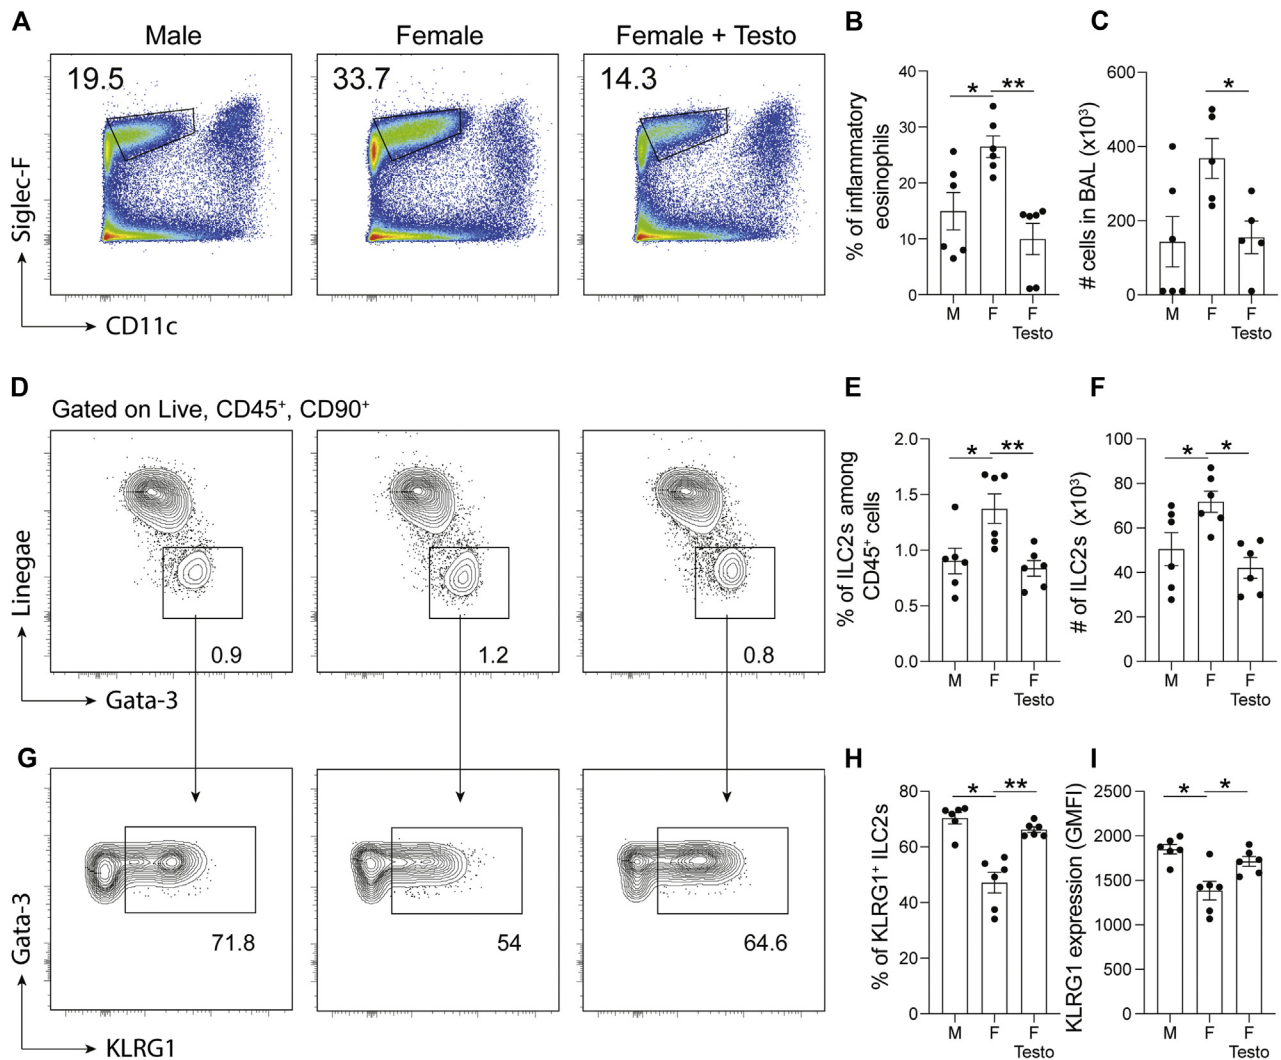 A
Male
Female
Female + Testo
19.5
33.7
14.3
Siglec-F
CD11c
B
% of inflammatory
eosinophils
40
30
20
10
0
* **
M F F
Testo
C
# cells in BAL (x10³)
600
400
200
0
*
M F F
Testo
D
Gated on Live, CD45⁺, CD90⁺
0.9
1.2
0.8
Linegae
Gata-3
E
% of ILC2s among
CD45⁺ cells
2.0
1.5
1.0
0.5
0.0
* **
M F F
Testo
F
# of ILC2s (x10³)
100
80
60
40
20
0
* *
M F F
Testo
G
71.8
54
64.6
Gata-3
KLRG1
H
% of KLRG1⁺ ILC2s
80
60
40
20
0
* **
M F F
Testo
I
KLRG1 expression (GMFI)
2500
2000
1500
1000
500
0
* *
M F F
Testo